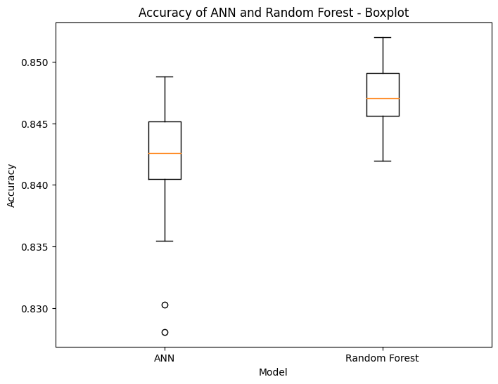 Accuracy of ANN and Random Forest - Boxplot
0.850
0.845
0.840
0.835
0.830
Accuracy
ANN
Random Forest
Model